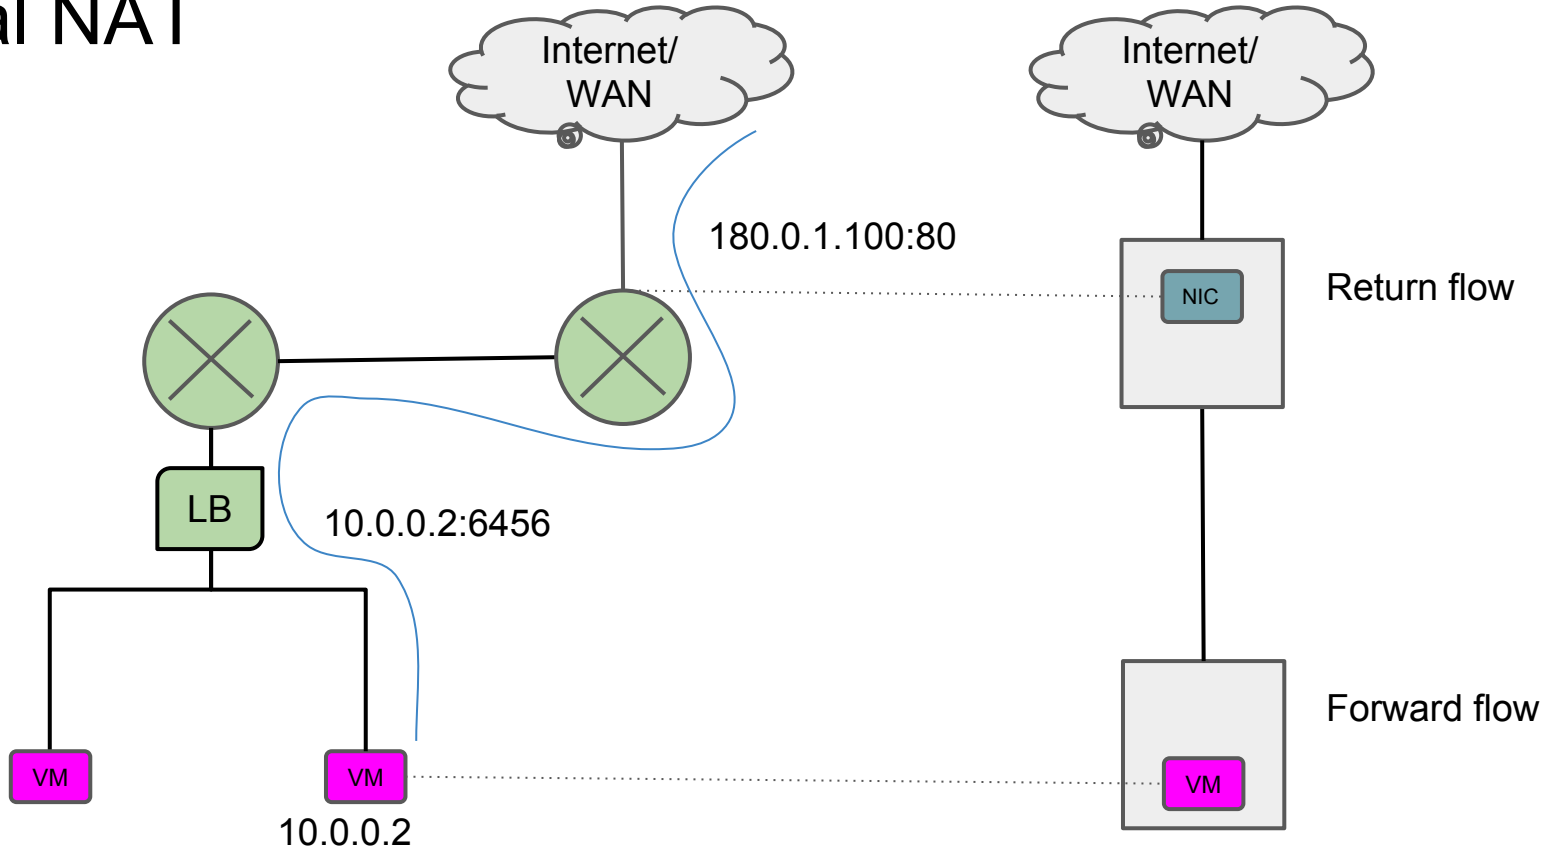 al NAT
Internet/
WAN
Internet/
WAN
180.0.1.100:80
NIC
Return flow
LB
10.0.0.2:6456
Forward flow
VM
VM
VM
10.0.0.2